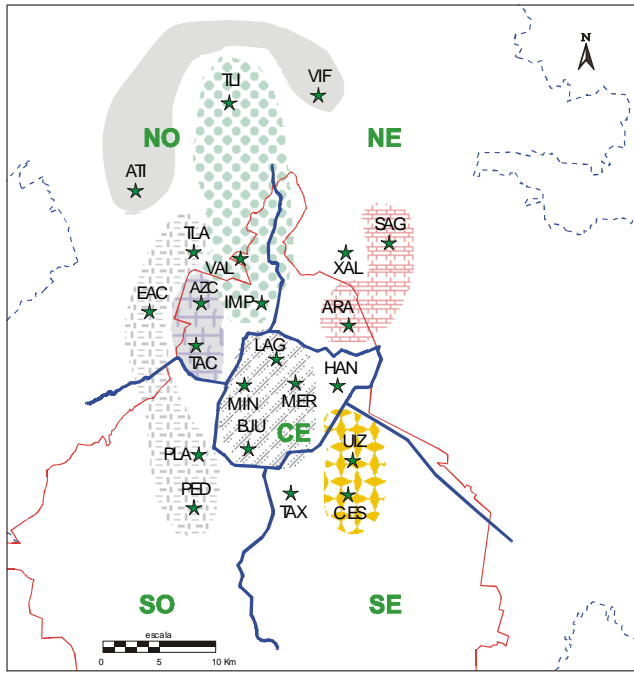 N
VIF
TLI
NO
NE
ATI
SAG
TLA
VAL
XAL
EAC
AZC
IMP
ARA
LAG
TAC
HAN
MIN
MER
BJU
CE
UIZ
PLA
PED
TAX
CES
SO
SE
escala
0 5 10 Km